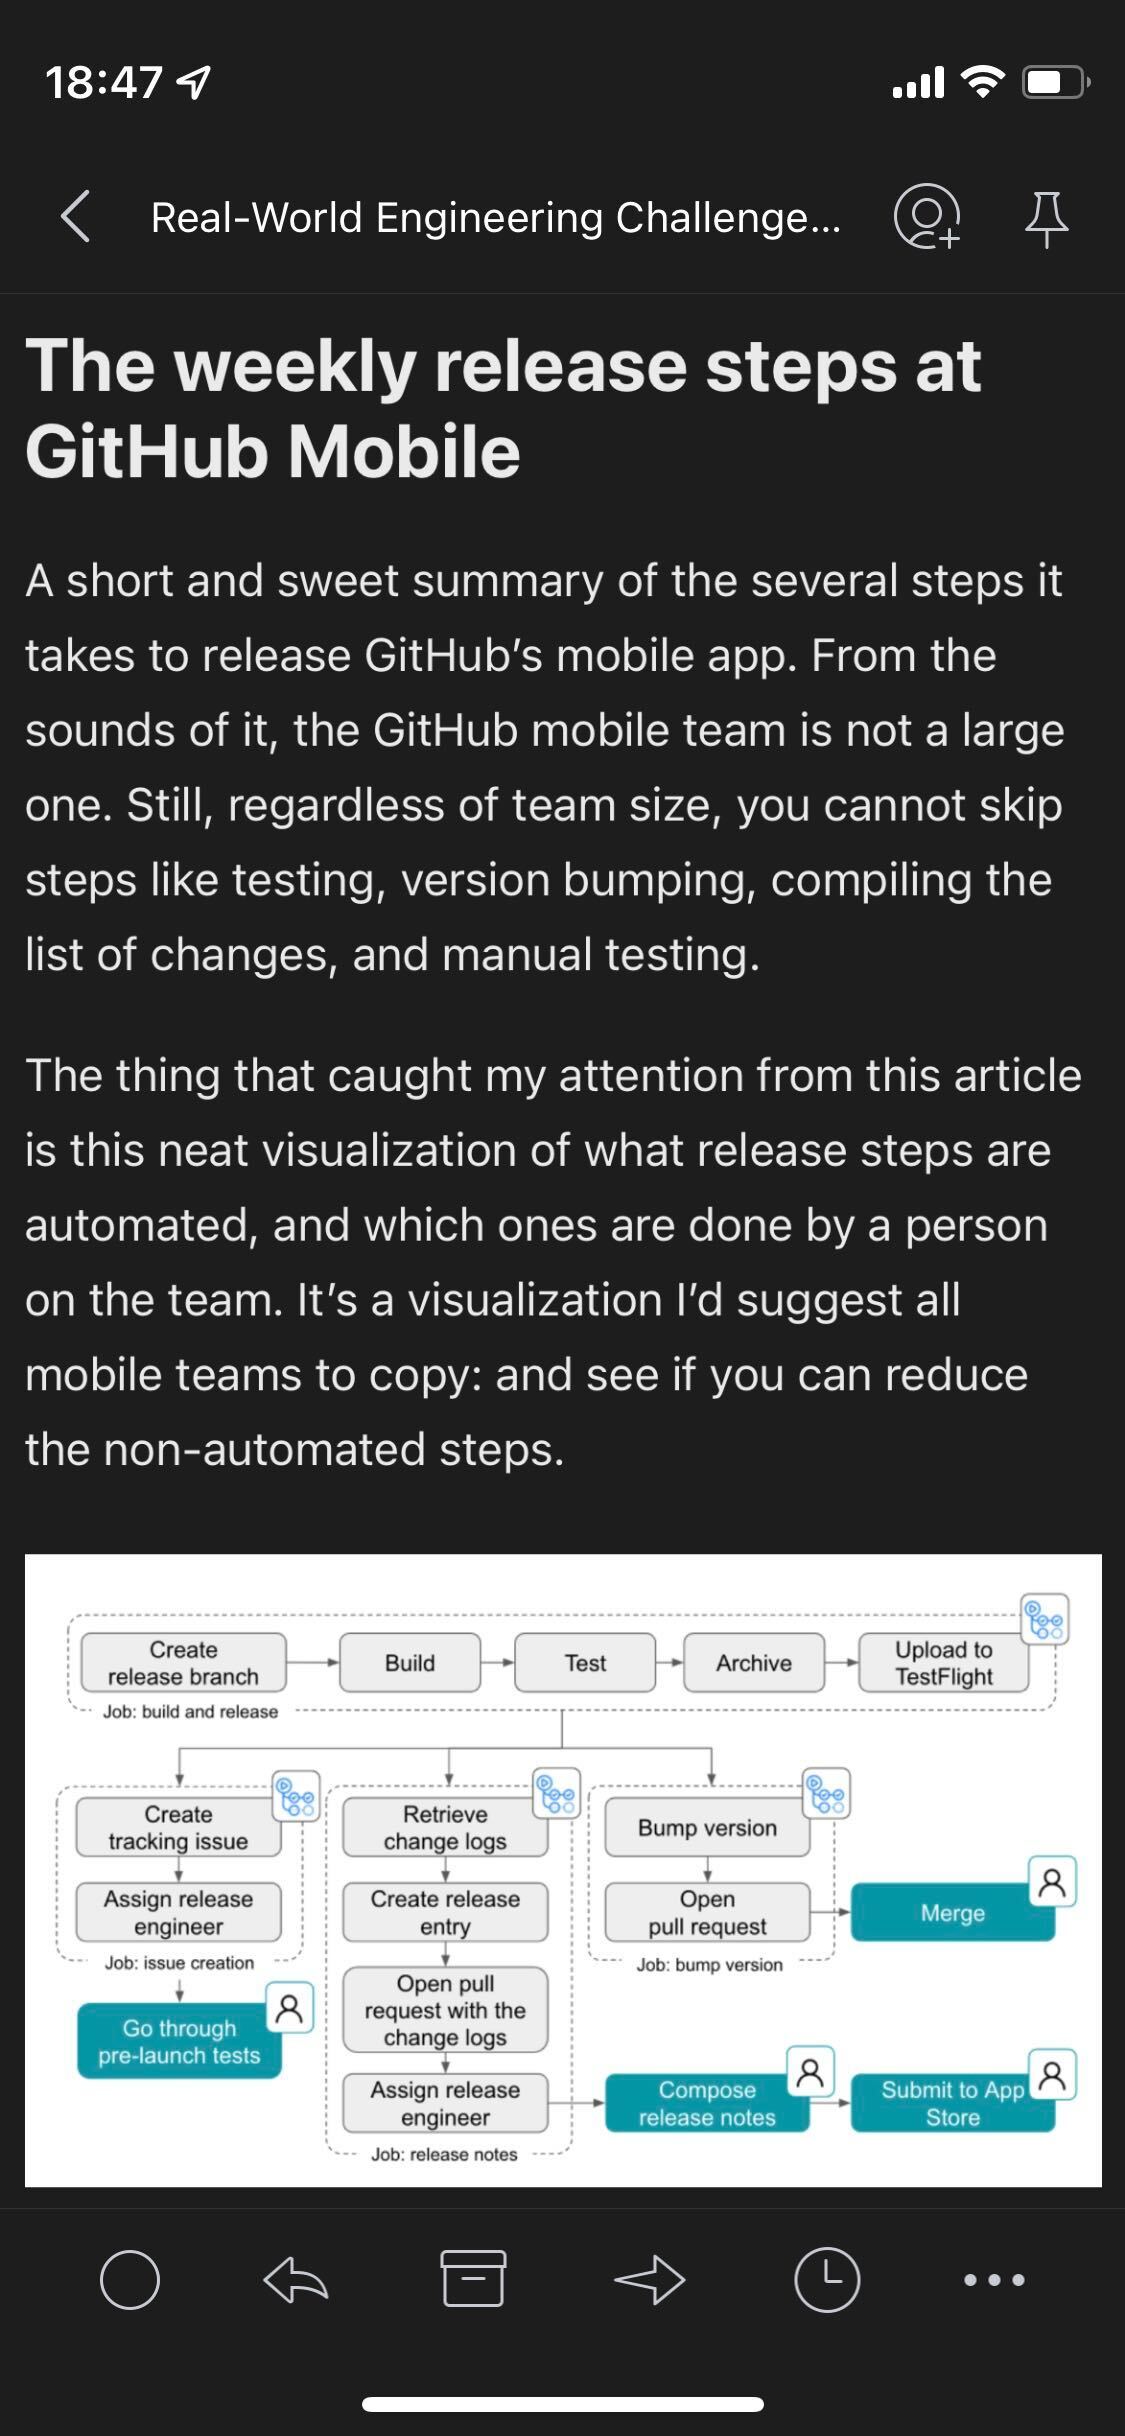 18:47
Real-World Engineering Challenge...
The weekly release steps at
GitHub Mobile
A short and sweet summary of the several steps it
takes to release GitHub’s mobile app. From the
sounds of it, the GitHub mobile team is not a large
one. Still, regardless of team size, you cannot skip
steps like testing, version bumping, compiling the
list of changes, and manual testing.
The thing that caught my attention from this article
is this neat visualization of what release steps are
automated, and which ones are done by a person
on the team. It’s a visualization I’d suggest all
mobile teams to copy: and see if you can reduce
the non-automated steps.
Create
release branch
Build
Test
Archive
Upload to
TestFlight
Job: build and release
Create
tracking issue
Assign release
engineer
Job: issue creation
Go through
pre-launch tests
Retrieve
change logs
Create release
entry
Open pull
request with the
change logs
Assign release
engineer
Job: release notes
Bump version
Open
pull request
Job: bump version
Merge
Compose
release notes
Submit to App
Store